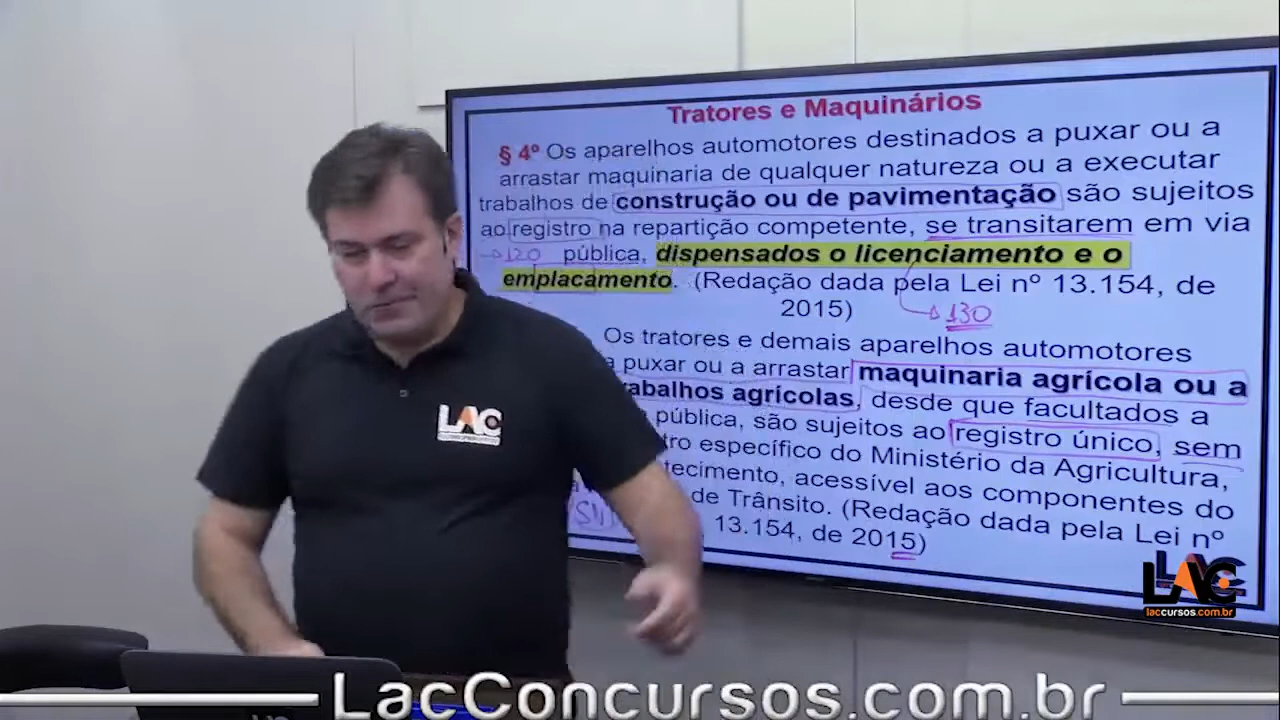 Tratores e Maquinários
§ 4º Os aparelhos automotores destinados a puxar ou a
arrastar maquinaria de qualquer natureza ou a executar
trabalhos de construção ou de pavimentação são sujeitos
ao registro na repartição competente, se transitarem em via
→120 pública, dispensados o licenciamento e o
emplacamento. (Redação dada pela Lei nº 13.154, de
2015)
130
Os tratores e demais aparelhos automotores
a puxar ou a arrastar maquinaria agrícola ou a
trabalhos agrícolas, desde que facultados a
pública, são sujeitos ao registro único, sem
específico do Ministério da Agricultura,
acessível aos componentes do
de Trânsito. (Redação dada pela Lei nº
13.154, de 2015)
LAC
LAC
laccursos.com.br
LacConcursos.com.br